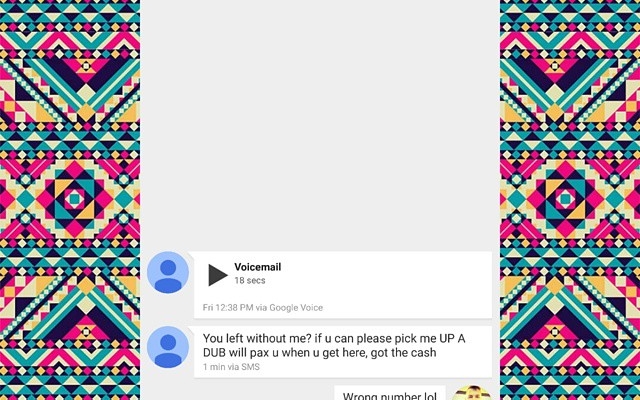 Voicemail
18 secs
Fri 12:38 PM via Google Voice
You left without me? if u can please pick me UP A
DUB will pax u when u get here, got the cash
1 min via SMS
Wrong number lol